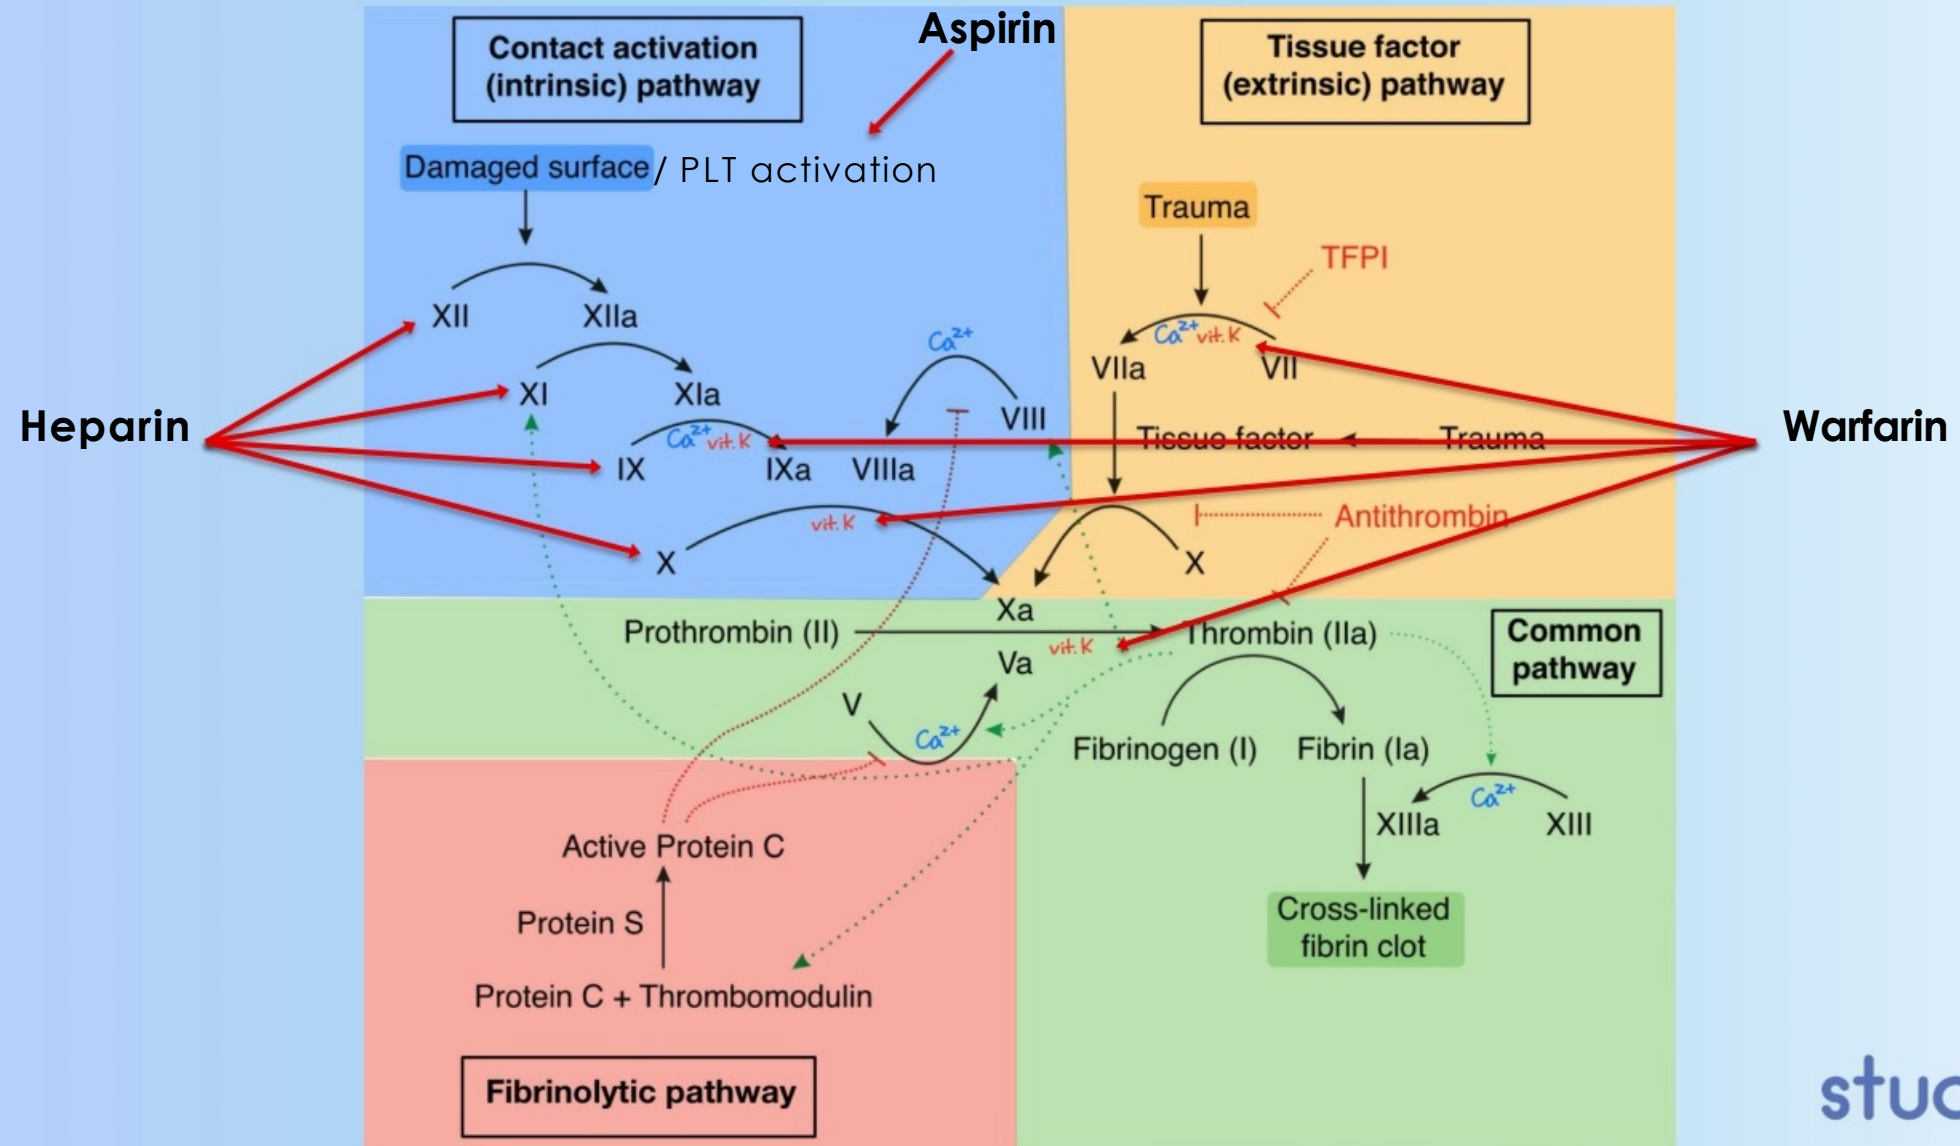 Aspirin
Contact activation
(intrinsic) pathway
Tissue factor
(extrinsic) pathway
Damaged surface / PLT activation
Trauma
TFPI
XII
XIIa
Ca²⁺
Ca²⁺ vit. K
VIIa
VII
XI
XIa
VIII
Heparin
Warfarin
Ca²⁺ vit. K
Tissue factor
Trauma
IX
IXa
VIIIa
vit. K
Antithrombin
X
X
Xa
Prothrombin (II)
Thrombin (IIa)
vit. K
Va
Common
pathway
V
Ca²⁺
Fibrinogen (I)
Fibrin (Ia)
Ca²⁺
XIIIa
XIII
Active Protein C
Protein S
Cross-linked
fibrin clot
Protein C + Thrombomodulin
Fibrinolytic pathway